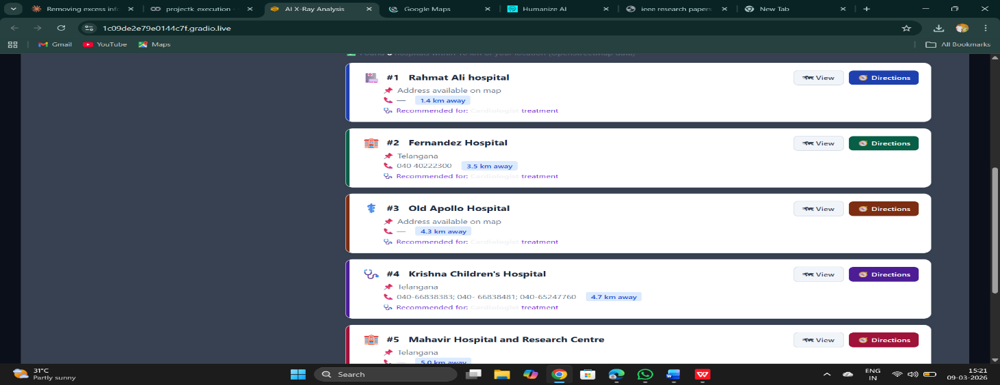 Removing excess inf
projectk_execution -
AI X-Ray Analysis
Google Maps
Humanize AI
ieee research papers
New Tab
1c09de2e79e0144c7f.gradio.live
Gmail
YouTube
Maps
All Bookmarks
hospitals within 10 km of your location (OpenStreetMap data)
#1 Rahmat Ali hospital
View
Directions
Address available on map
— 1.4 km away
Recommended for: Cardiologist treatment
#2 Fernandez Hospital
View
Directions
Telangana
040 40222300 3.5 km away
Recommended for: Cardiologist treatment
#3 Old Apollo Hospital
View
Directions
Address available on map
— 4.3 km away
Recommended for: Cardiologist treatment
#4 Krishna Children's Hospital
View
Directions
Telangana
040-66838383; 040- 66838481; 040-65247760 4.7 km away
Recommended for: Cardiologist treatment
#5 Mahavir Hospital and Research Centre
View
Directions
Telangana
— 5.0 km away
31°C
Partly sunny
Search
ENG
IN
15:21
09-03-2026